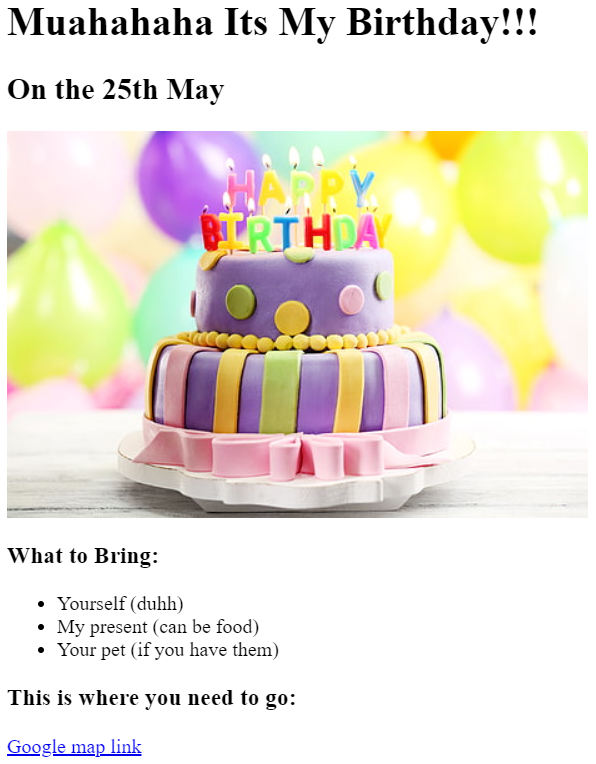 Muahahaha Its My Birthday!!!
On the 25th May
HAPPY
BIRTHDAY
What to Bring:
Yourself (duhh)
My present (can be food)
Your pet (if you have them)
This is where you need to go:
Google map link